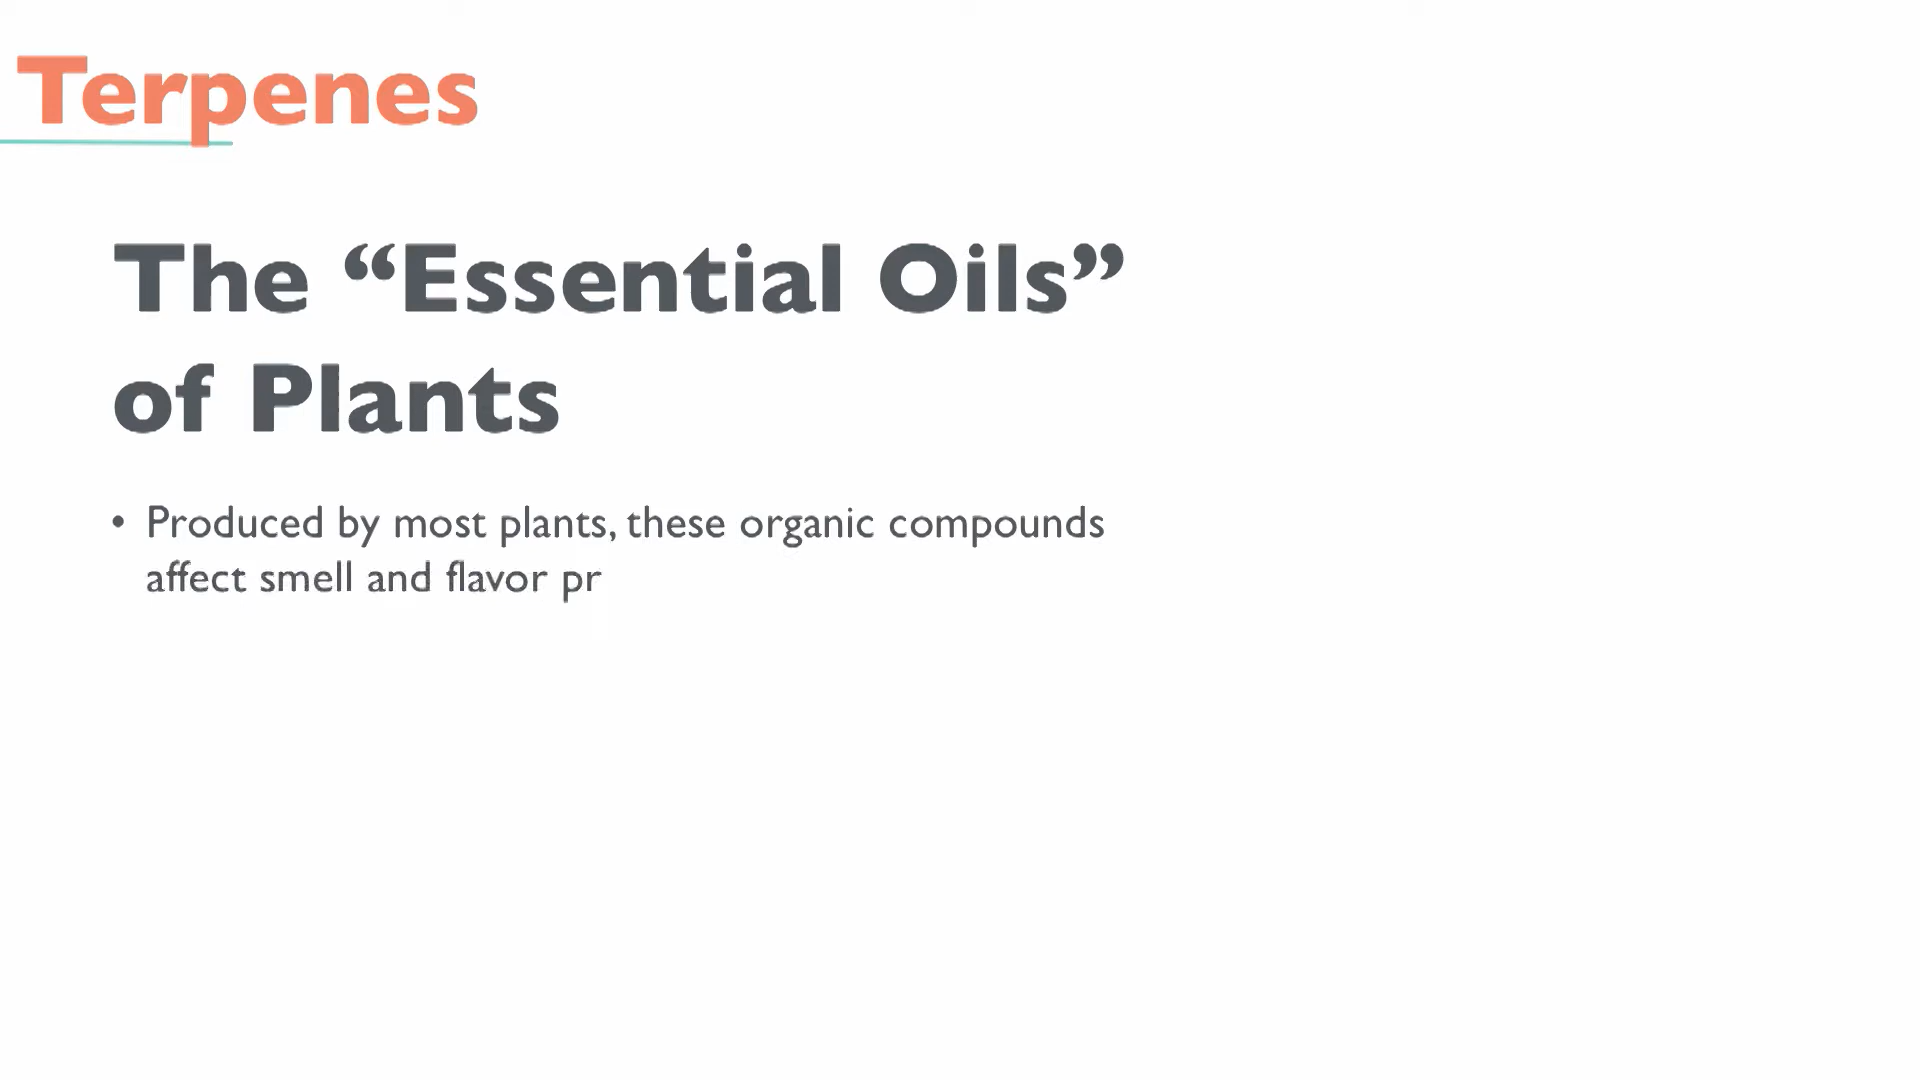 Terpenes
The “Essential Oils”
of Plants
• Produced by most plants, these organic compounds
affect smell and flavor pr